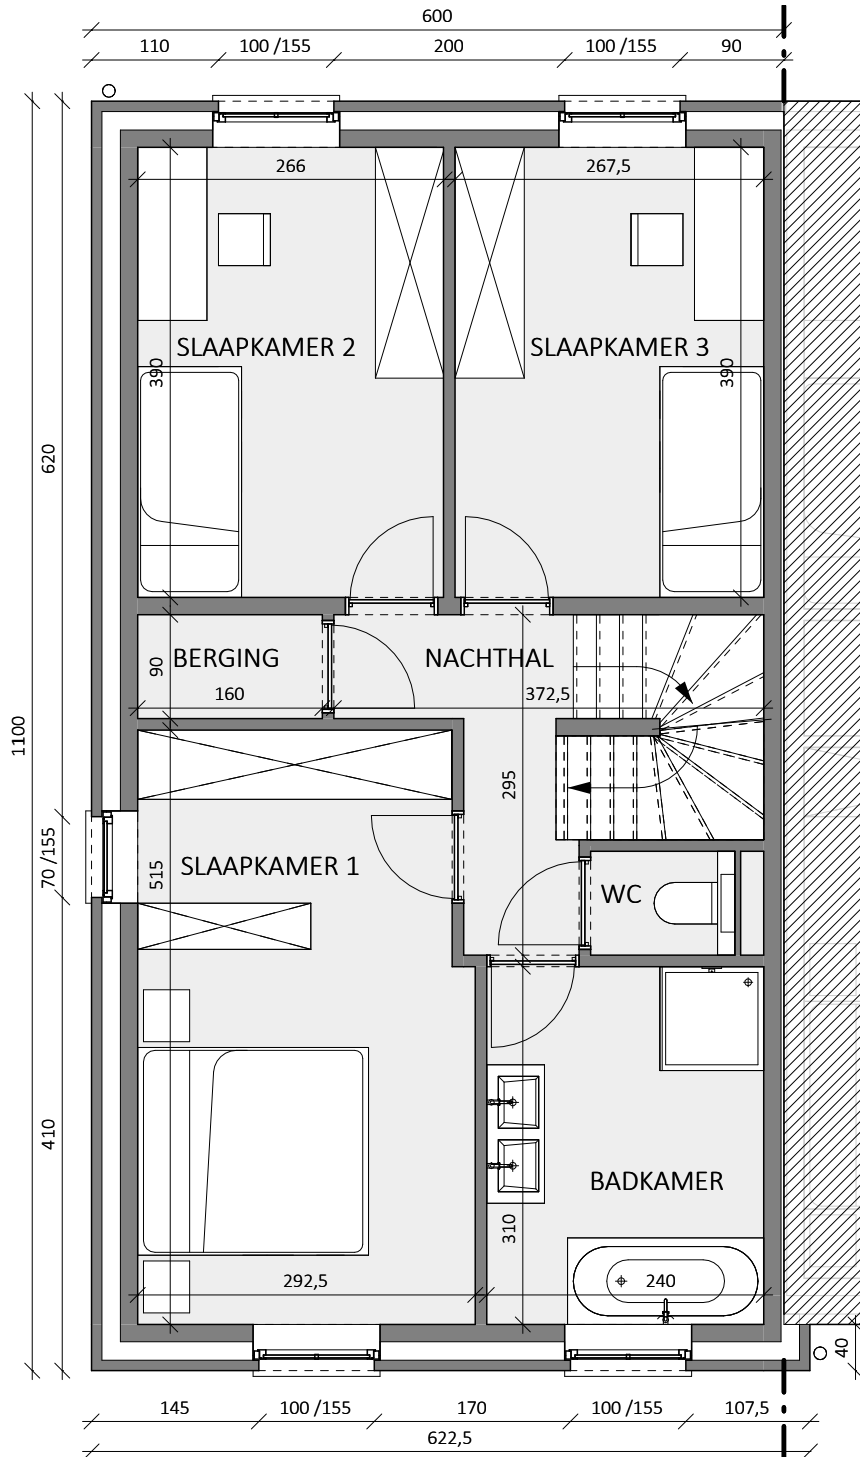 600
110 100 /155 200 100 /155 90
266 267,5
SLAAPKAMER 2 SLAAPKAMER 3
390 390
620
BERGING NACHTHAL
90
160 372,5
1100
295
70 /155
SLAAPKAMER 1
515
WC
410
BADKAMER
310
292,5 240
40
145 100 /155 170 100 /155 107,5
622,5